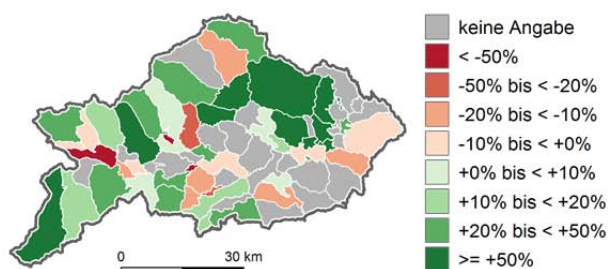 keine Angabe
< -50%
-50% bis < -20%
-20% bis < -10%
-10% bis < +0%
+0% bis < +10%
+10% bis < +20%
+20% bis < +50%
>= +50%
0 30 km